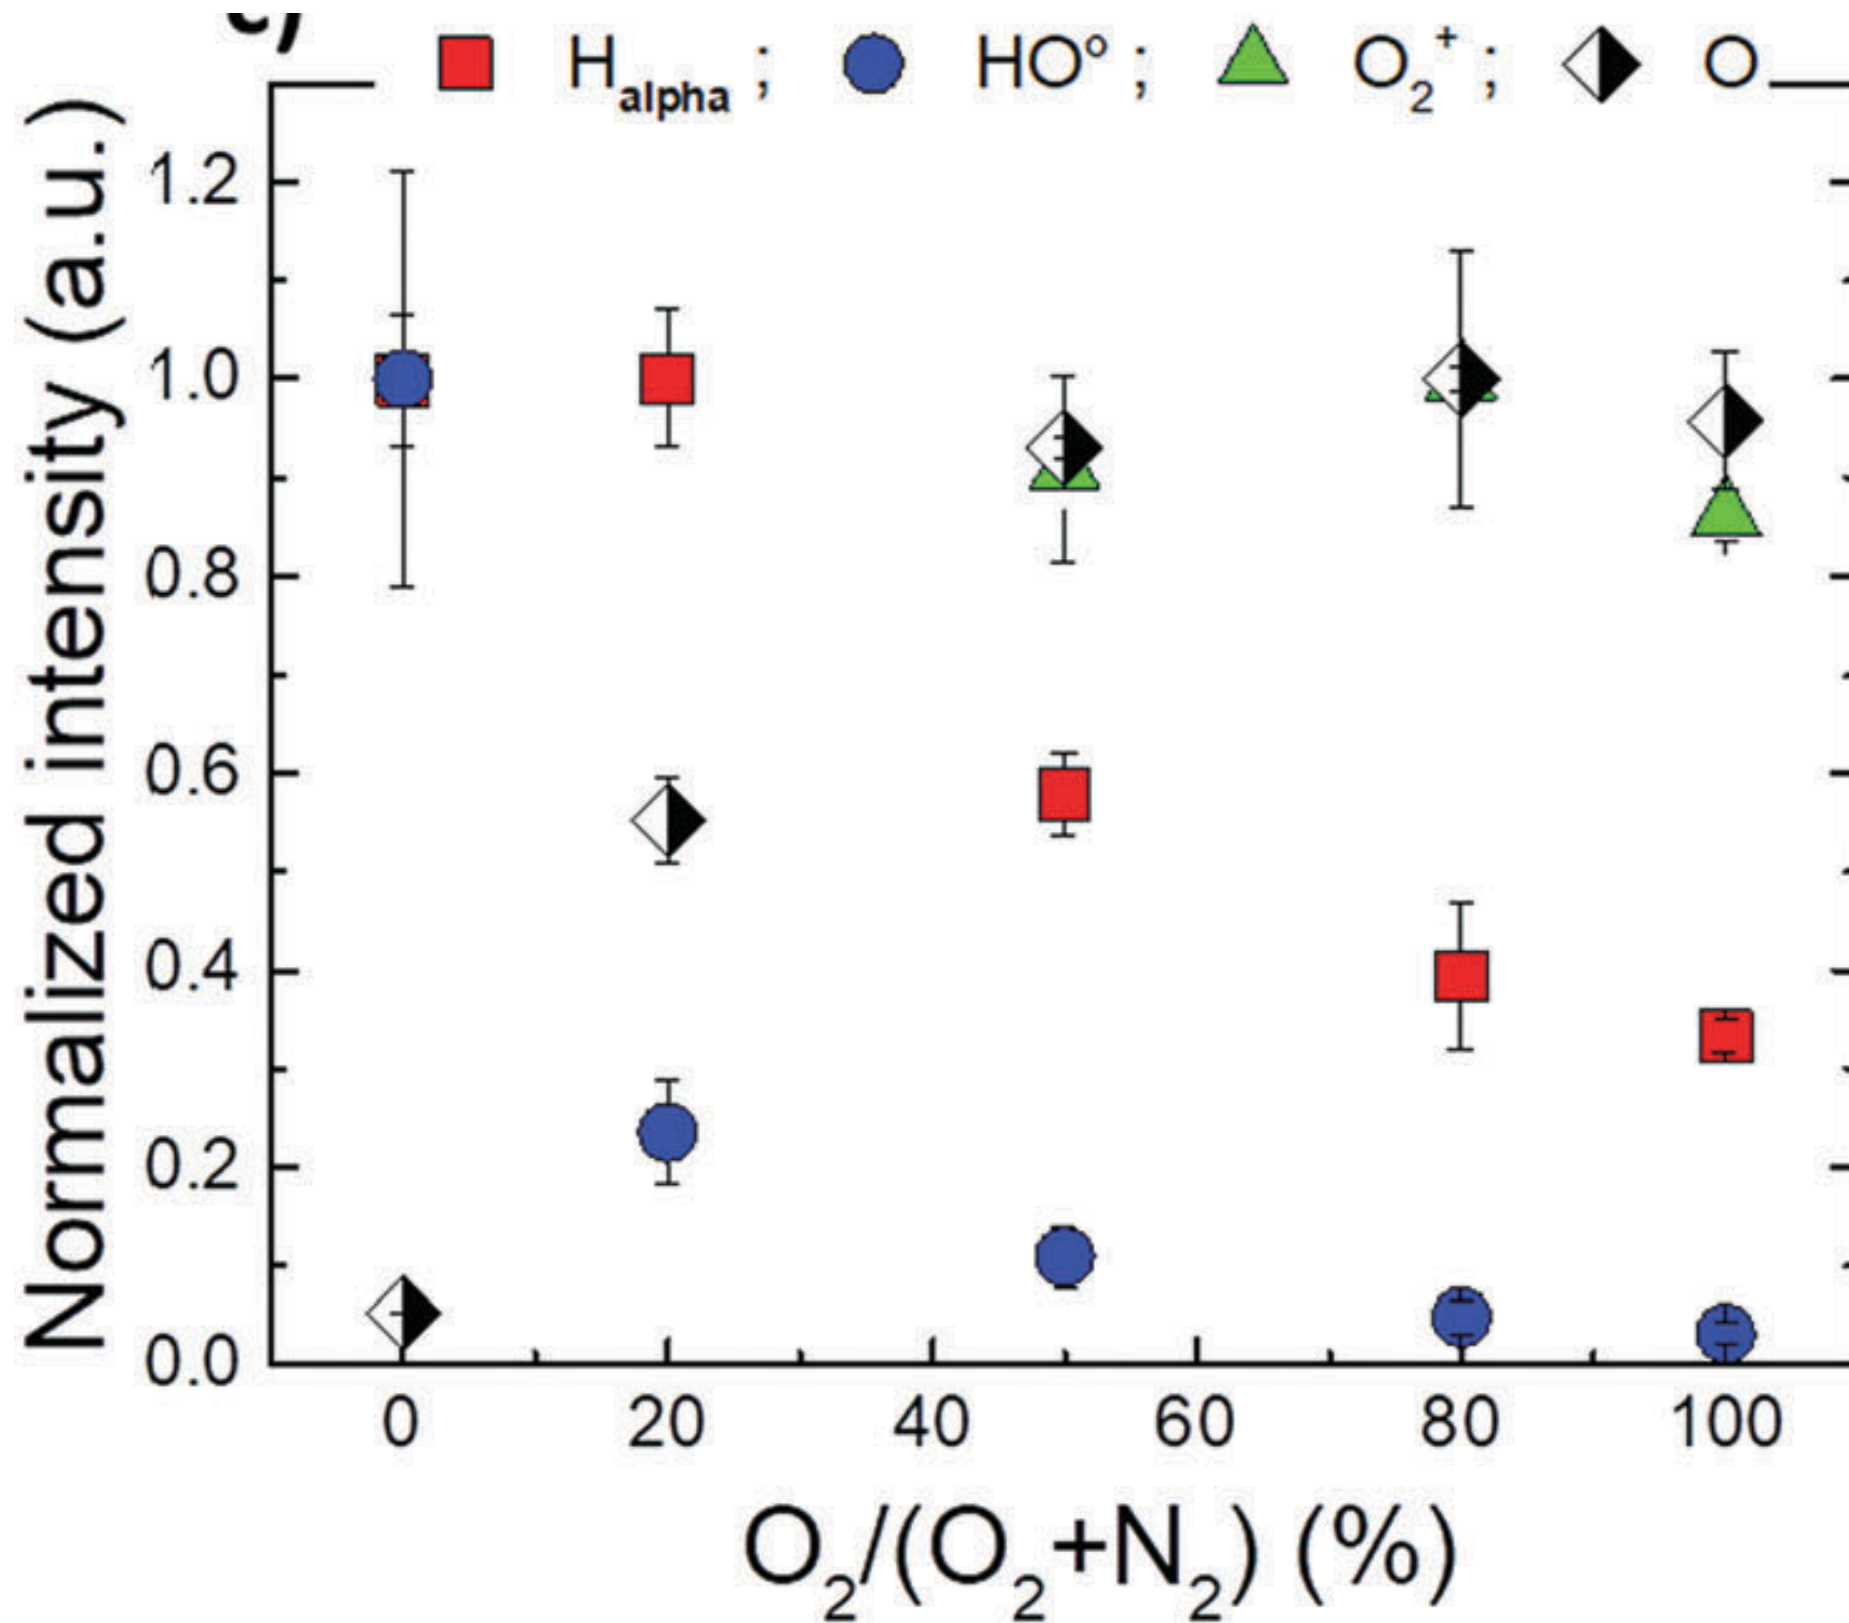 c)
H alpha ; HO° ; O2+ ; O
Normalized intensity (a.u.)
1.2
1.0
0.8
0.6
0.4
0.2
0.0
0 20 40 60 80 100
O2/(O2+N2) (%)